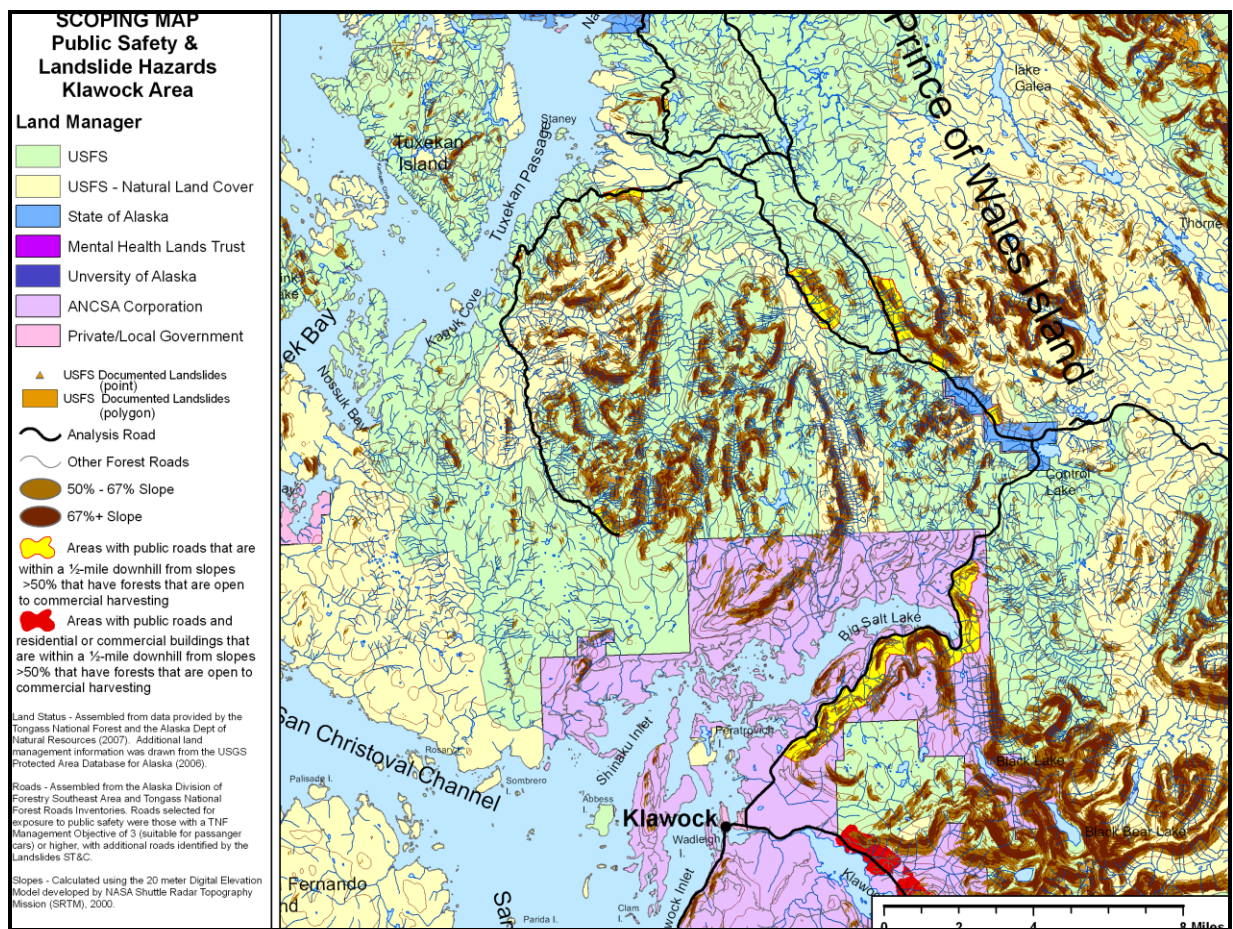 SCOPING MAP
Public Safety &
Landslide Hazards
Klawock Area
Land Manager
USFS
USFS - Natural Land Cover
State of Alaska
Mental Health Lands Trust
Unversity of Alaska
ANCSA Corporation
Private/Local Government
USFS Documented Landslides
(point)
USFS Documented Landslides
(polygon)
Analysis Road
Other Forest Roads
50% - 67% Slope
67%+ Slope
Areas with public roads that are
within a ½-mile downhill from slopes
>50% that have forests that are open
to commercial harvesting
Areas with public roads and
residential or commercial buildings that
are within a ½-mile downhill from slopes
>50% that have forests that are open to
commercial harvesting
Land Status - Assembled from data provided by the
Tongass National Forest and the Alaska Dept of
Natural Resources (2007). Additional land
management information was drawn from the USGS
Protected Area Database for Alaska (2006).
Roads - Assembled from the Alaska Division of
Forestry Southeast Area and Tongass National
Forest Roads Inventories. Roads selected for
exposure to public safety were those with a TNF
Management Objective of 3 (suitable for passanger
cars) or higher, with additional roads identified by the
Landslides ST&C.
Slopes - Calculated using the 20 meter Digital Elevation
Model developed by NASA Shuttle Radar Topography
Mission (SRTM), 2000.
Na
Prince of Wales Island
lake
Galea
Staney
Tuxekan
Island
Tuxekan Passage
Thorne
Kaguk Cove
ek Bay
Nossuk Bay
ake
ay
Control
Lake
Big Salt Lake
San Christoval Channel
Rosary I.
Palisade I.
Sombrero
I.
Shinaku Inlet
Peratrovich
I.
Abbess
I.
Black Lake
Klawock
Wadleigh
I.
Black Bear Lake
Fernando
nd
San
Parida I.
Clam
I.
wock Inlet
Klawoc
0 2 4 8 Miles